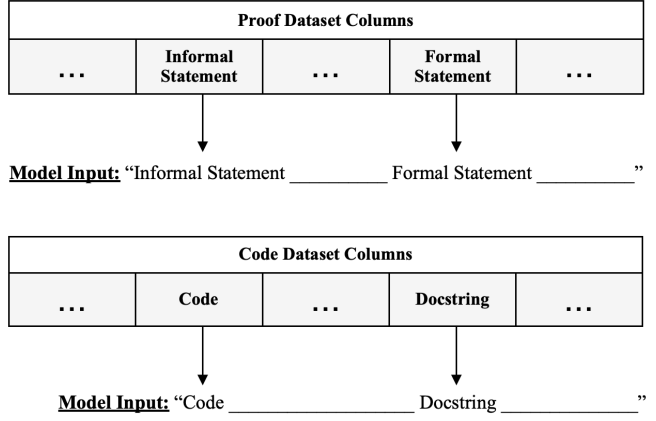 Proof Dataset Columns
... Informal Statement ... Formal Statement ...
Model Input: “Informal Statement __________ Formal Statement __________”
Code Dataset Columns
... Code ... Docstring ...
Model Input: “Code ___________________ Docstring ______________”